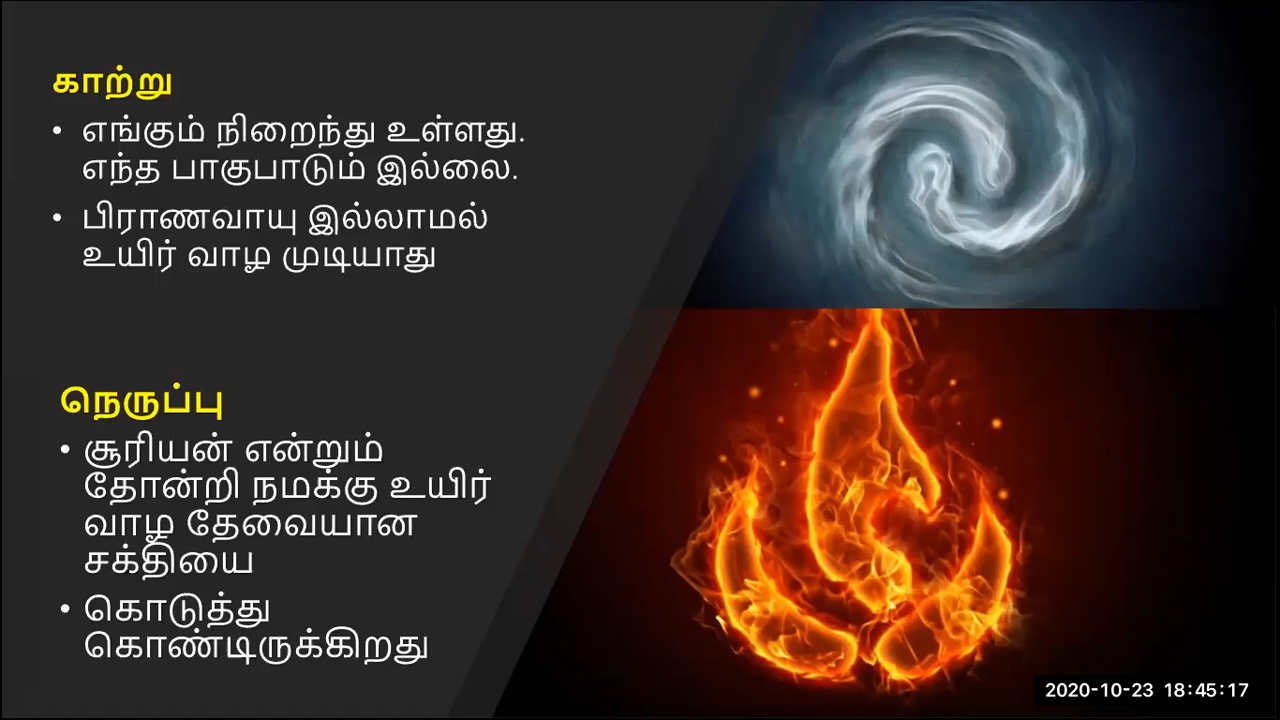 காற்று
• எங்கும் நிறைந்து உள்ளது.
எந்த பாகுபாடும் இல்லை.
• பிராணவாயு இல்லாமல்
உயிர் வாழ முடியாது
நெருப்பு
• சூரியன் என்றும்
தோன்றி நமக்கு உயிர்
வாழ தேவையான
சக்தியை
• கொடுத்து
கொண்டிருக்கிறது
2020-10-23 18:45:17